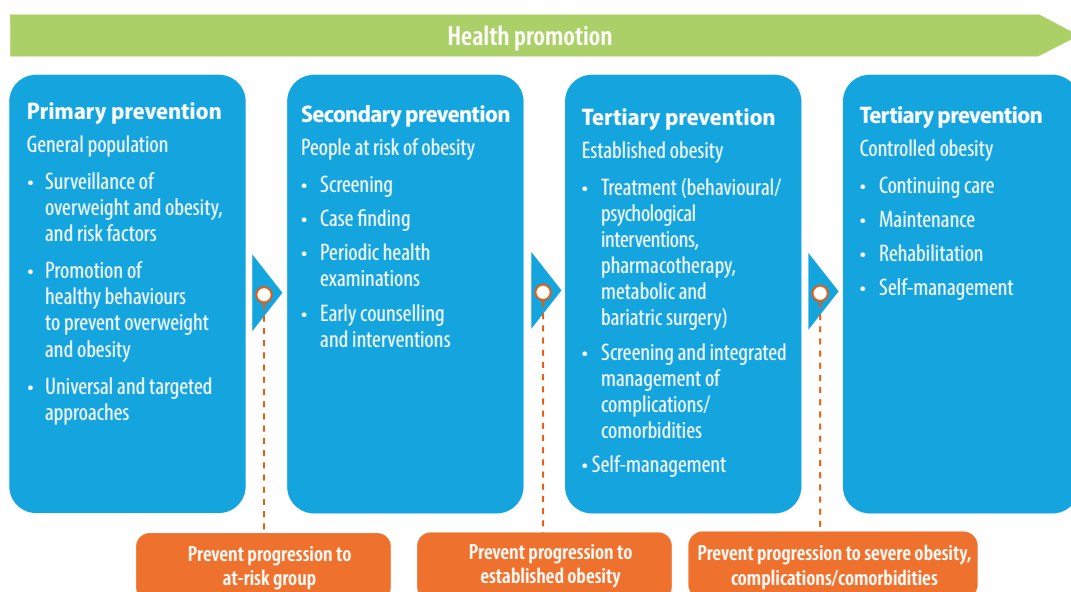 Health promotion
Primary prevention
General population
• Surveillance of
overweight and obesity,
and risk factors
• Promotion of
healthy behaviours
to prevent overweight
and obesity
• Universal and targeted
approaches
Secondary prevention
People at risk of obesity
• Screening
• Case finding
• Periodic health
examinations
• Early counselling
and interventions
Tertiary prevention
Established obesity
• Treatment (behavioural/
psychological
interventions,
pharmacotherapy,
metabolic and
bariatric surgery)
• Screening and integrated
management of
complications/
comorbidities
• Self-management
Tertiary prevention
Controlled obesity
• Continuing care
• Maintenance
• Rehabilitation
• Self-management
Prevent progression to
at-risk group
Prevent progression to
established obesity
Prevent progression to severe obesity,
complications/comorbidities